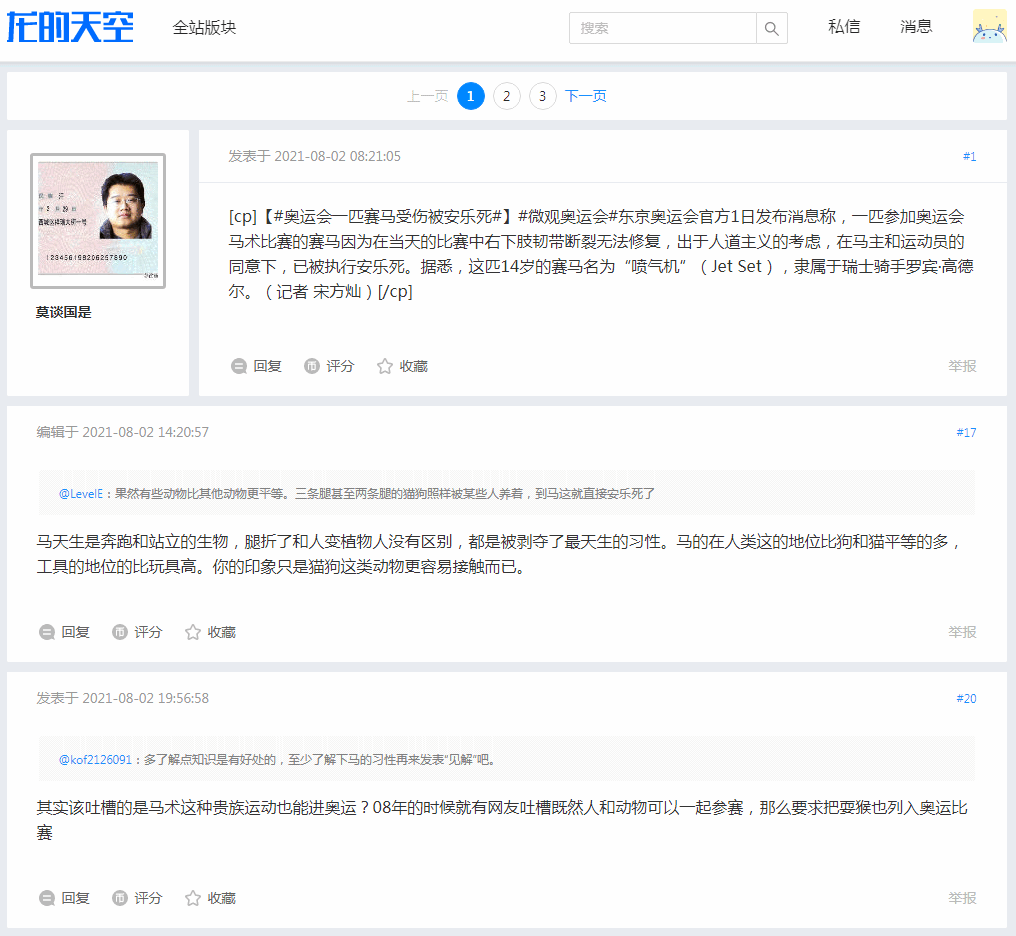 龙的天空
全站版块
搜索
私信
消息
上一页 1 2 3 下一页
发表于 2021-08-02 08:21:05
#1
123456198206257890
莫谈国是
[cp]【#奥运会一匹赛马受伤被安乐死#】#微观奥运会#东京奥运会官方1日发布消息称，一匹参加奥运会
马术比赛的赛马因为在当天的比赛中右下肢韧带断裂无法修复，出于人道主义的考虑，在马主和运动员的
同意下，已被执行安乐死。据悉，这匹14岁的赛马名为“喷气机”（Jet Set），隶属于瑞士骑手罗宾·高德
尔。（记者 宋方灿）[/cp]
回复 评分 收藏
举报
编辑于 2021-08-02 14:20:57
#17
@LevelE：果然有些动物比其他动物更平等。三条腿甚至两条腿的猫狗照样被某些人养着，到马这就直接安乐死了
马天生是奔跑和站立的生物，腿折了和人变植物人没有区别，都是被剥夺了最天生的习性。马的在人类这的地位比狗和猫平等的多，
工具的地位的比玩具高。你的印象只是猫狗这类动物更容易接触而已。
回复 评分 收藏
举报
发表于 2021-08-02 19:56:58
#20
@kof2126091：多了解点知识是有好处的，至少了解下马的习性再来发表“见解”吧。
其实该吐槽的是马术这种贵族运动也能进奥运？08年的时候就有网友吐槽既然人和动物可以一起参赛，那么要求把耍猴也列入奥运比
赛
回复 评分 收藏
举报